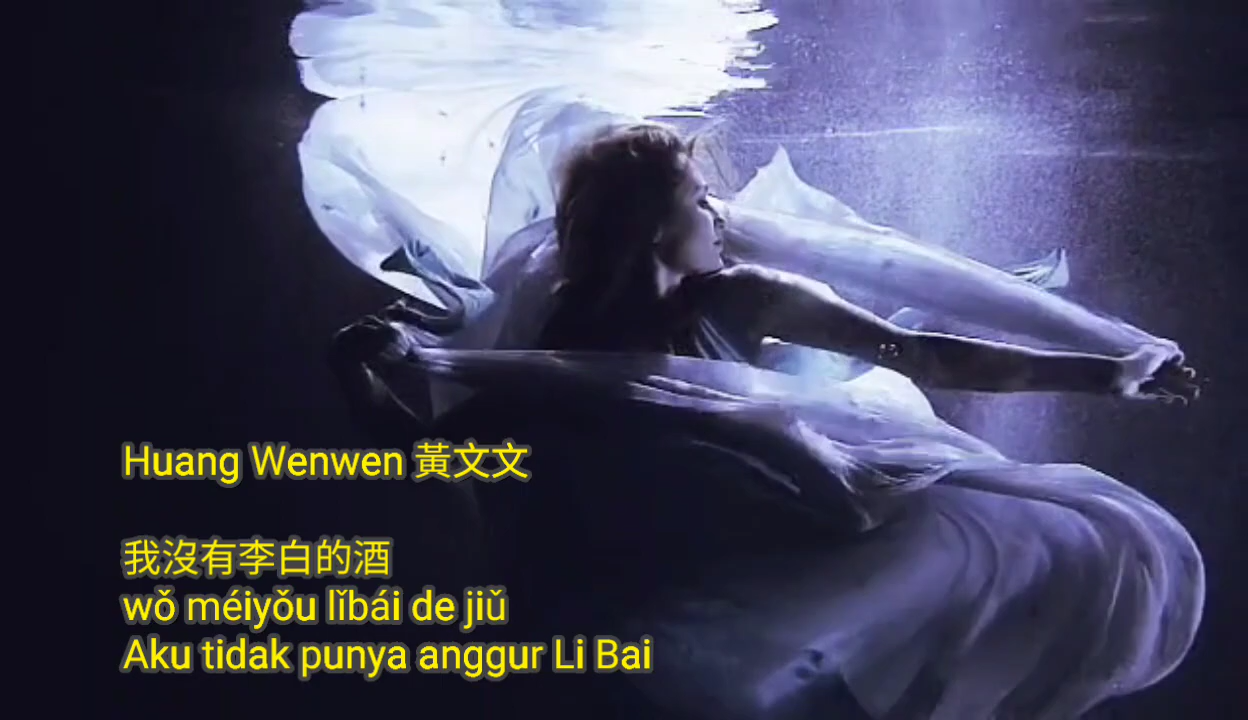 Huang Wenwen 黃文文
我沒有李白的酒
wǒ méiyǒu lǐbái de jiǔ
Aku tidak punya anggur Li Bai